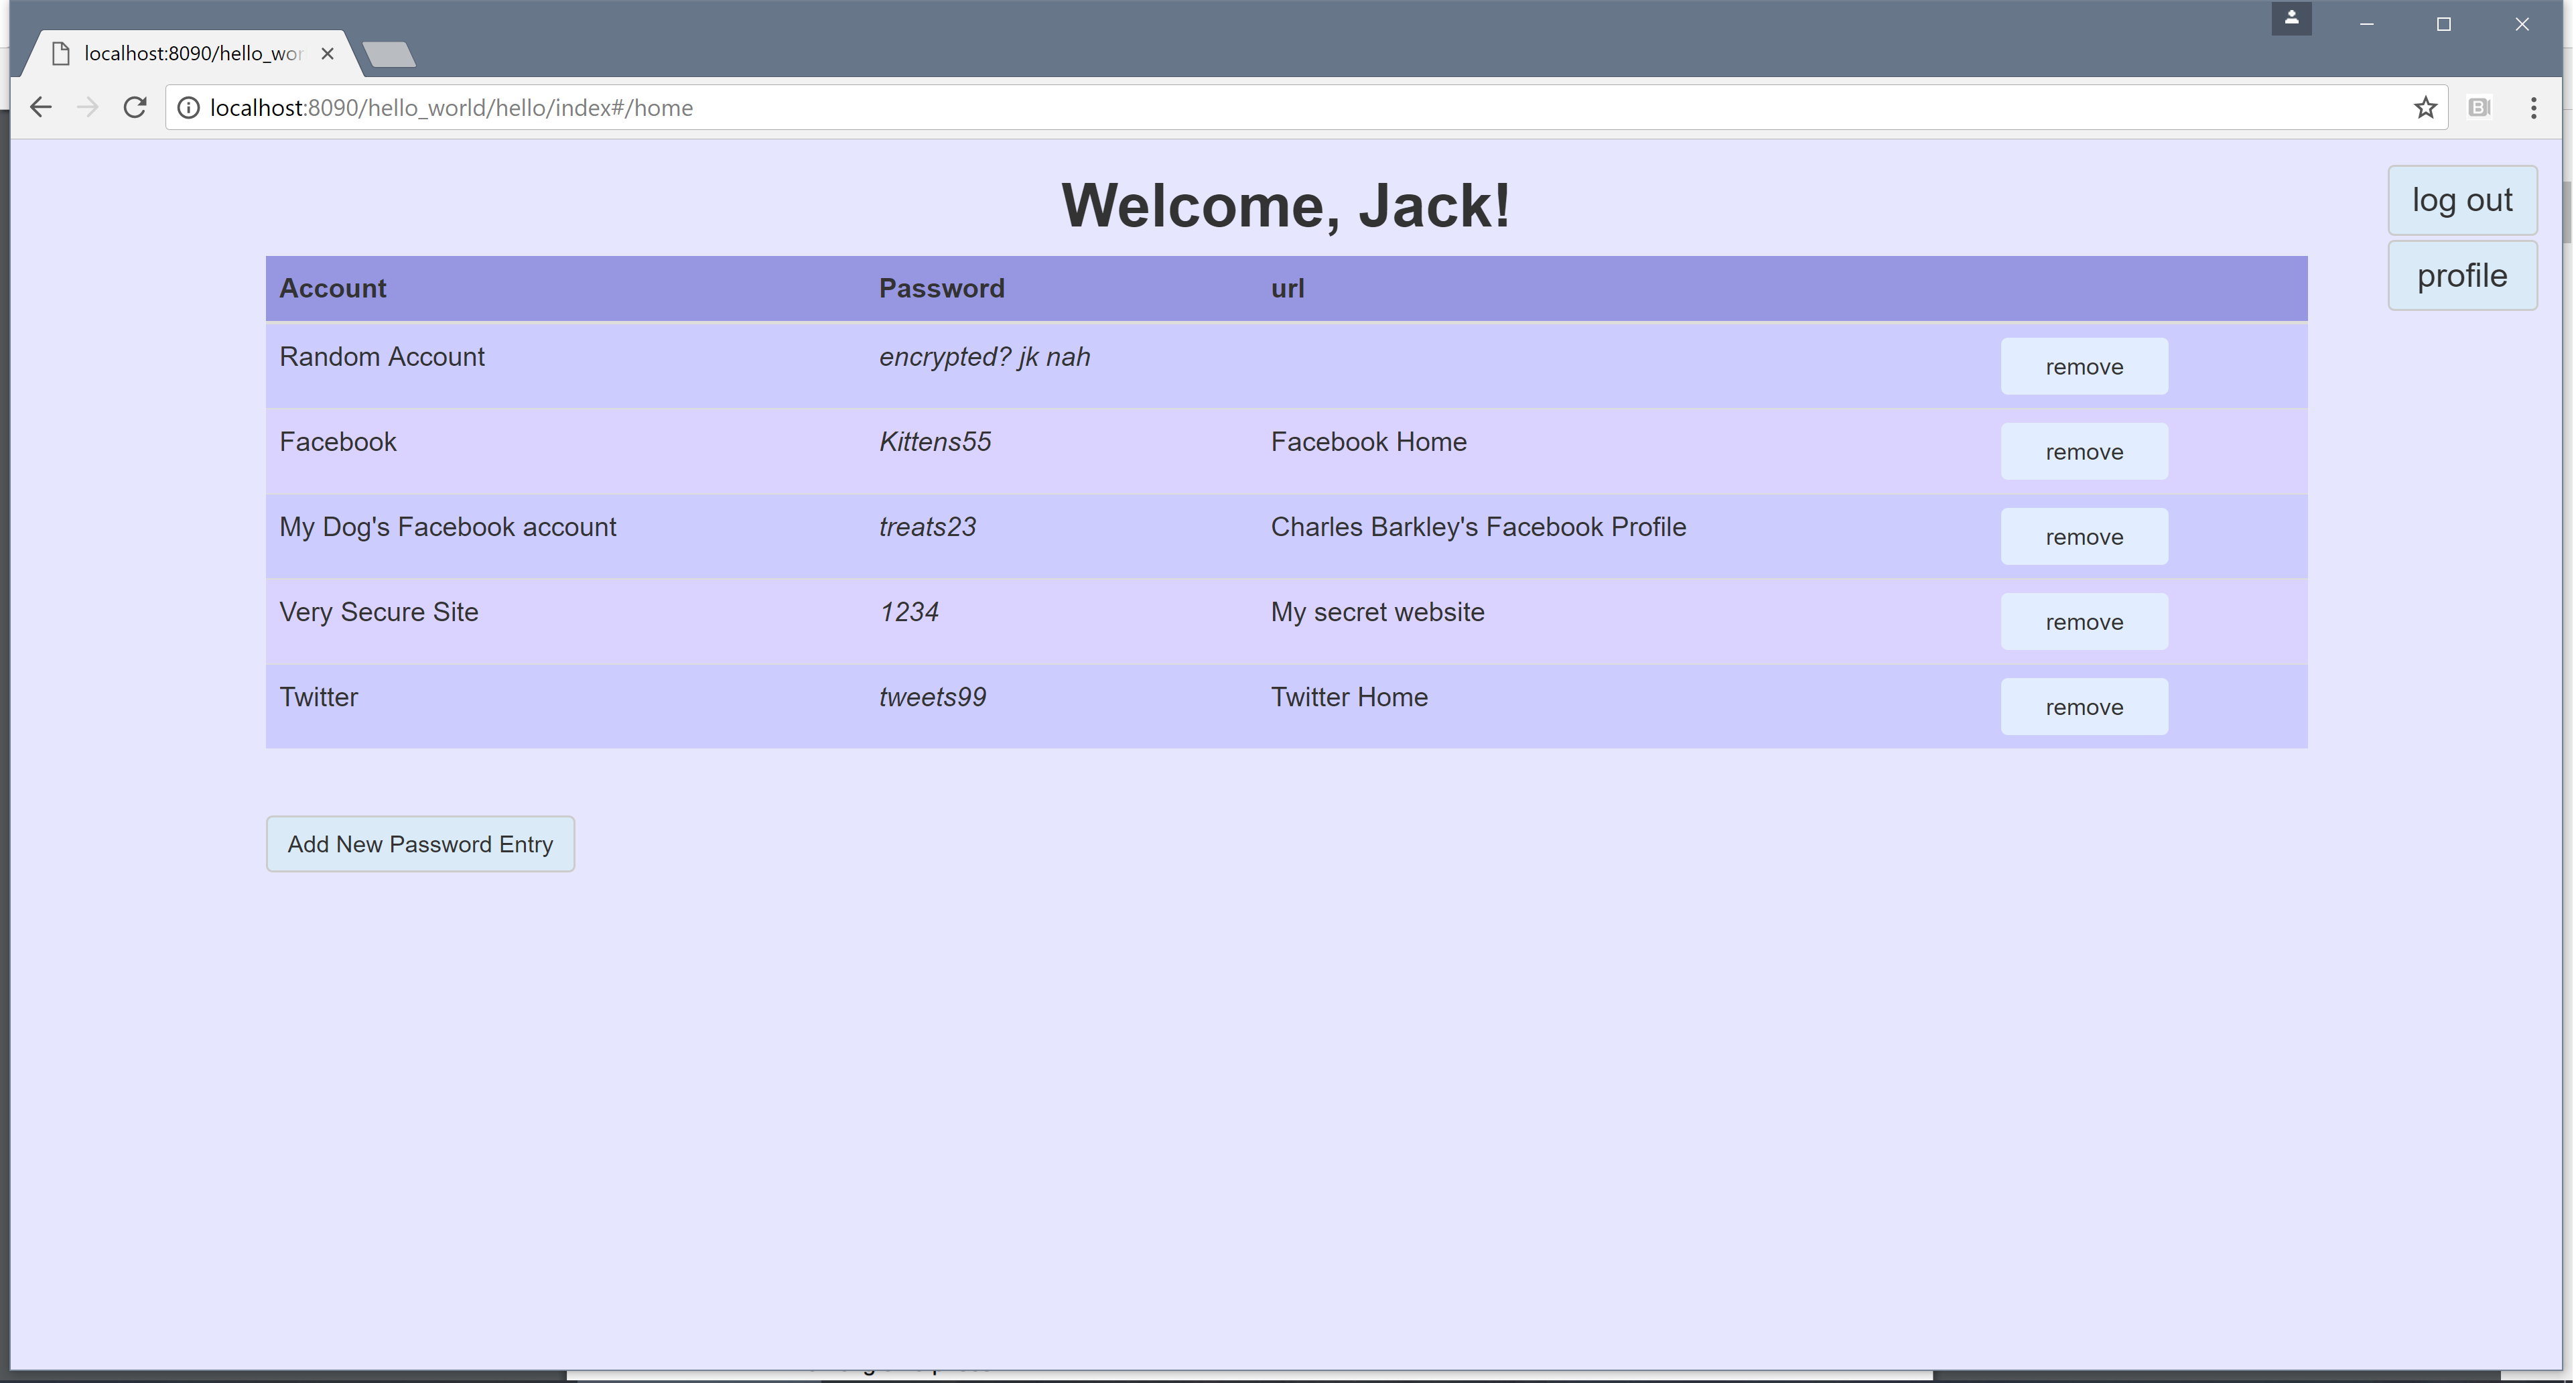 localhost:8090/hello_wor
localhost:8090/hello_world/hello/index#/home
Welcome, Jack!
log out
profile
Account Password url
Random Account encrypted? jk nah remove
Facebook Kittens55 Facebook Home remove
My Dog's Facebook account treats23 Charles Barkley's Facebook Profile remove
Very Secure Site 1234 My secret website remove
Twitter tweets99 Twitter Home remove
Add New Password Entry